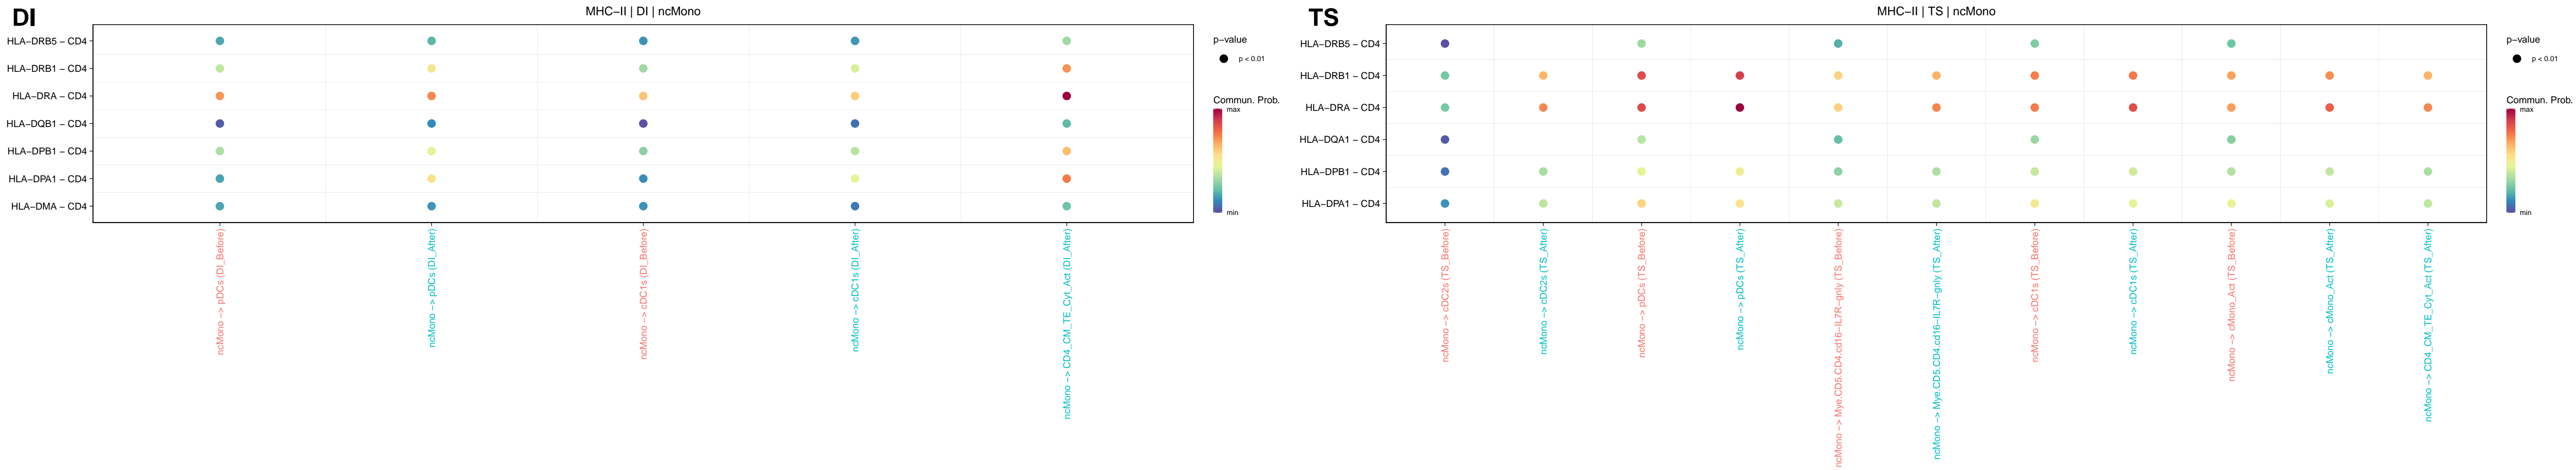 DI
MHC−II | DI | ncMono
HLA−DRB5 − CD4
HLA−DRB1 − CD4
HLA−DRA − CD4
HLA−DQB1 − CD4
HLA−DPB1 − CD4
HLA−DPA1 − CD4
HLA−DMA − CD4
ncMono −> pDCs (DI_Before)
ncMono −> pDCs (DI_After)
ncMono −> cDC1s (DI_Before)
ncMono −> cDC1s (DI_After)
ncMono −> CD4_CM_TE_Cyt_Act (DI_After)
p−value
p < 0.01
Commun. Prob.
max
min
TS
MHC−II | TS | ncMono
HLA−DRB5 − CD4
HLA−DRB1 − CD4
HLA−DRA − CD4
HLA−DQA1 − CD4
HLA−DPB1 − CD4
HLA−DPA1 − CD4
ncMono −> cDC2s (TS_Before)
ncMono −> cDC2s (TS_After)
ncMono −> pDCs (TS_Before)
ncMono −> pDCs (TS_After)
ncMono −> Mye.CD5.CD4.cd16−IL7R−gnly (TS_Before)
ncMono −> Mye.CD5.CD4.cd16−IL7R−gnly (TS_After)
ncMono −> cDC1s (TS_Before)
ncMono −> cDC1s (TS_After)
ncMono −> cMono_Act (TS_Before)
ncMono −> cMono_Act (TS_After)
ncMono −> CD4_CM_TE_Cyt_Act (TS_After)
p−value
p < 0.01
Commun. Prob.
max
min